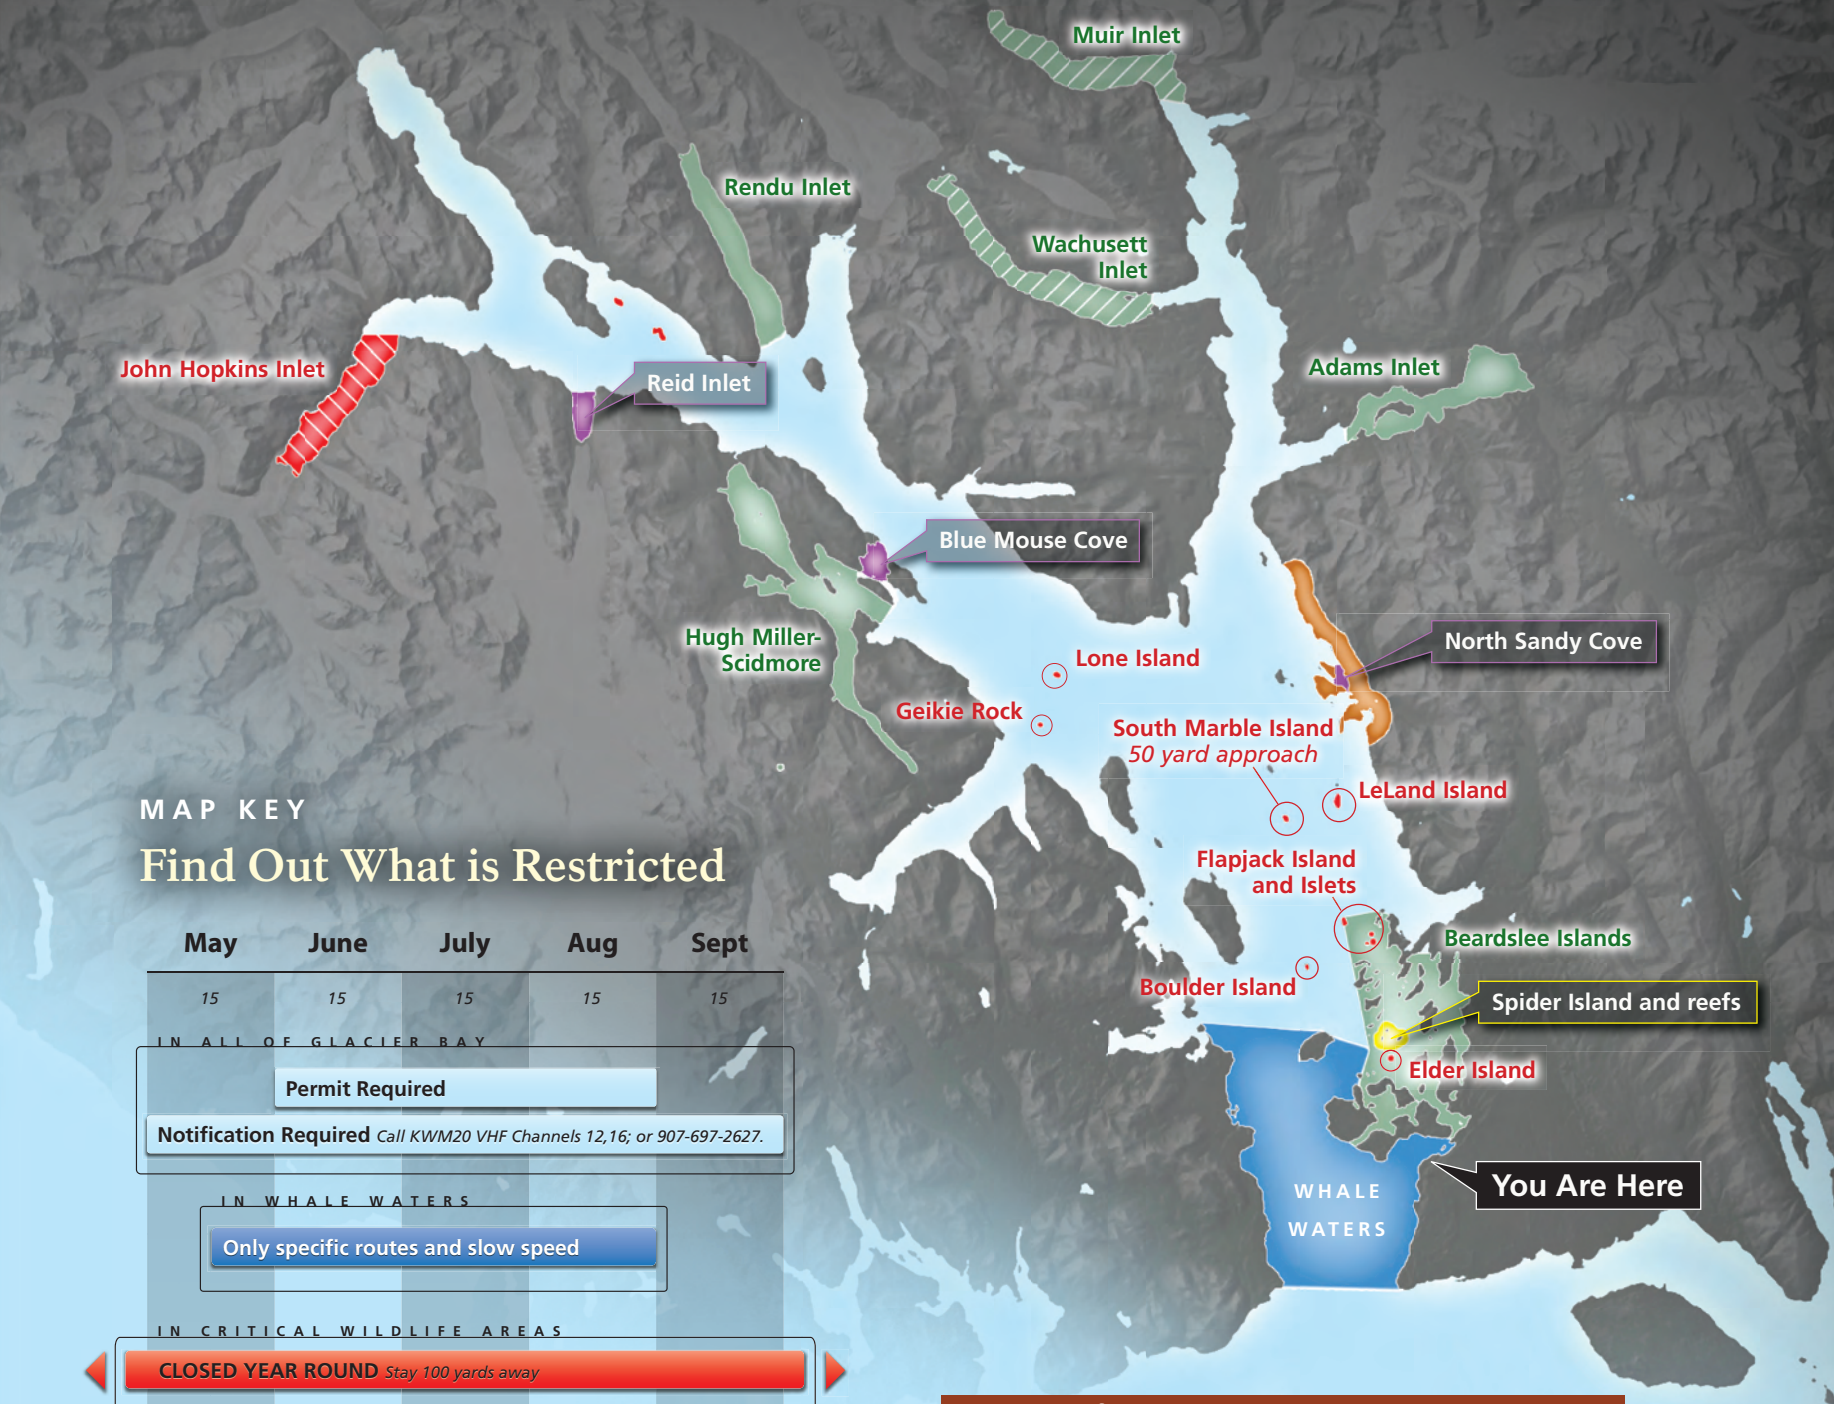 Muir Inlet
Rendu Inlet
Wachusett
Inlet
John Hopkins Inlet
Reid Inlet
Adams Inlet
Blue Mouse Cove
Hugh Miller-
Scidmore
North Sandy Cove
Lone Island
Geikie Rock
South Marble Island
50 yard approach
LeLand Island
Flapjack Island
and Islets
Beardslee Islands
Boulder Island
Spider Island and reefs
Elder Island
You Are Here
WHALE
WATERS
MAP KEY
Find Out What is Restricted
May June July Aug Sept
15 15 15 15 15
IN ALL OF GLACIER BAY
Permit Required
Notification Required Call KWM20 VHF Channels 12,16; or 907-697-2627.
IN WHALE WATERS
Only specific routes and slow speed
IN CRITICAL WILDLIFE AREAS
CLOSED YEAR ROUND Stay 100 yards away